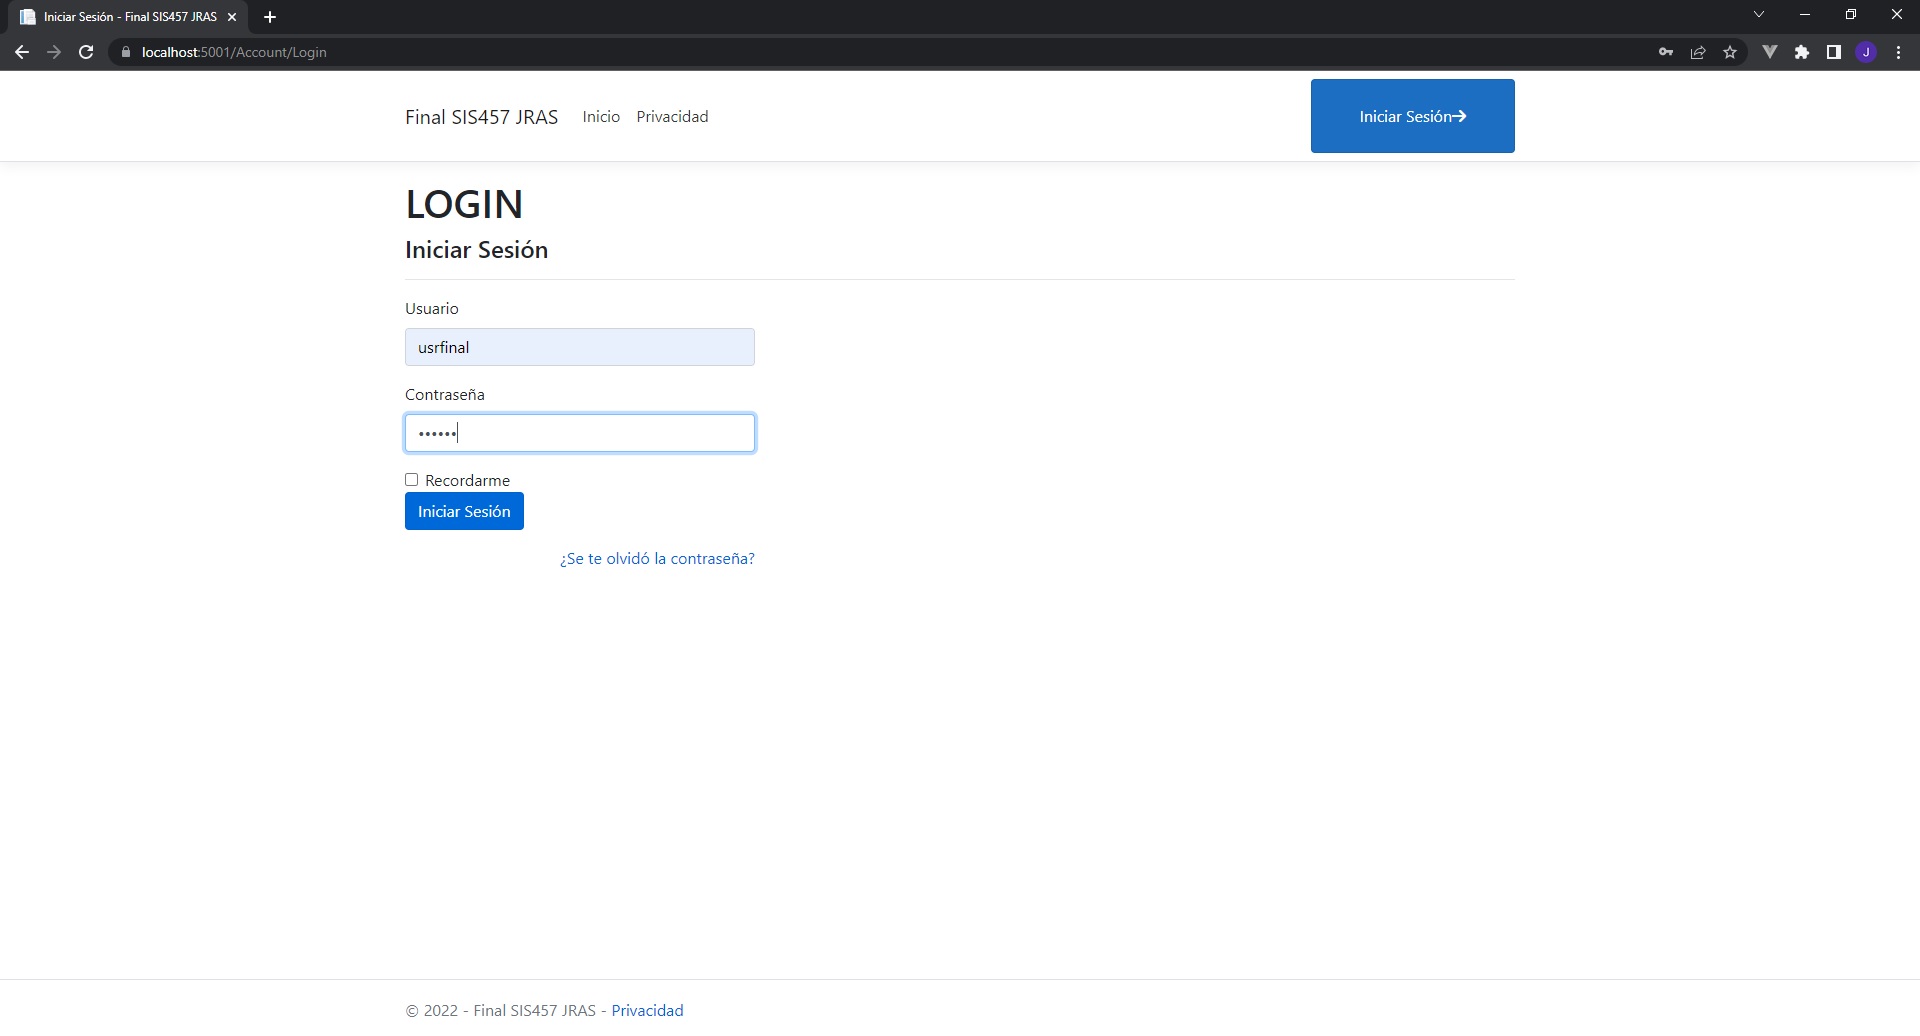 Iniciar Sesión - Final SIS457 JRAS
localhost:5001/Account/Login
J
Final SIS457 JRAS Inicio Privacidad Iniciar Sesión
LOGIN
Iniciar Sesión
Usuario
usrfinal
Contraseña
••••••
Recordarme
Iniciar Sesión
¿Se te olvidó la contraseña?
© 2022 - Final SIS457 JRAS - Privacidad